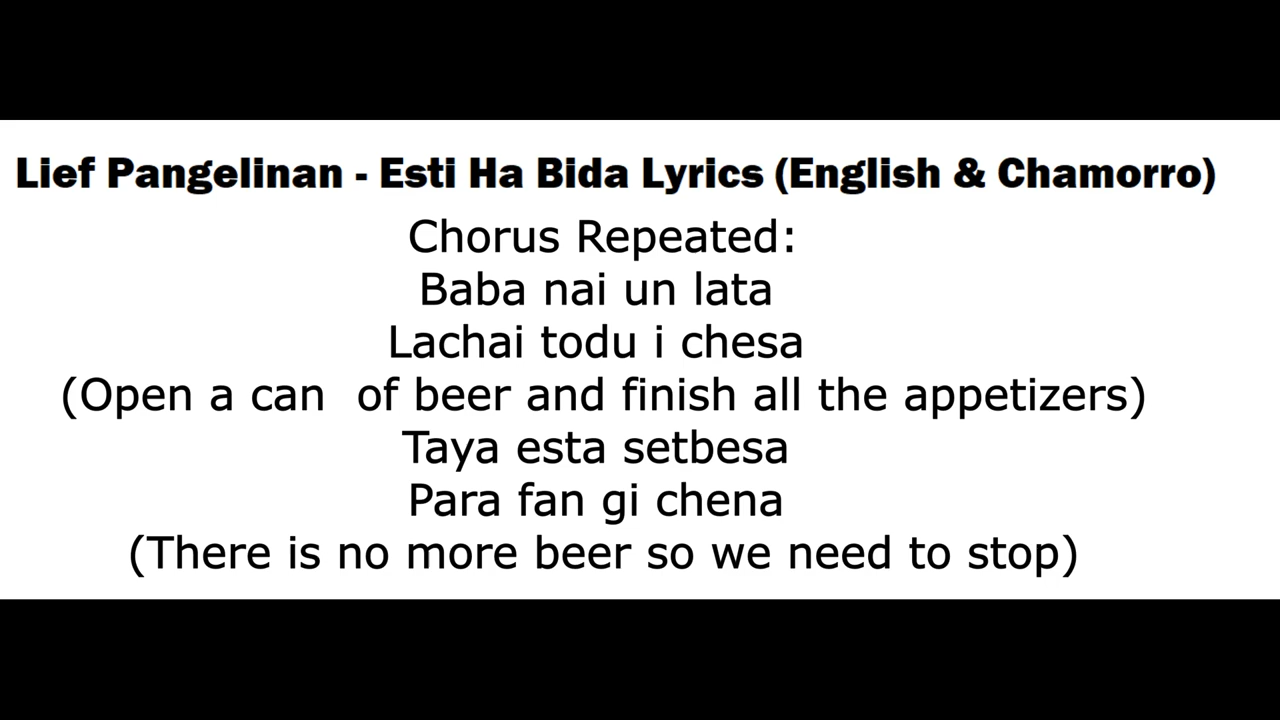 Lief Pangelinan - Esti Ha Bida Lyrics (English & Chamorro)
Chorus Repeated:
Baba nai un lata
Lachai todu i chesa
(Open a can  of beer and finish all the appetizers)
Taya esta setbesa
Para fan gi chena
(There is no more beer so we need to stop)